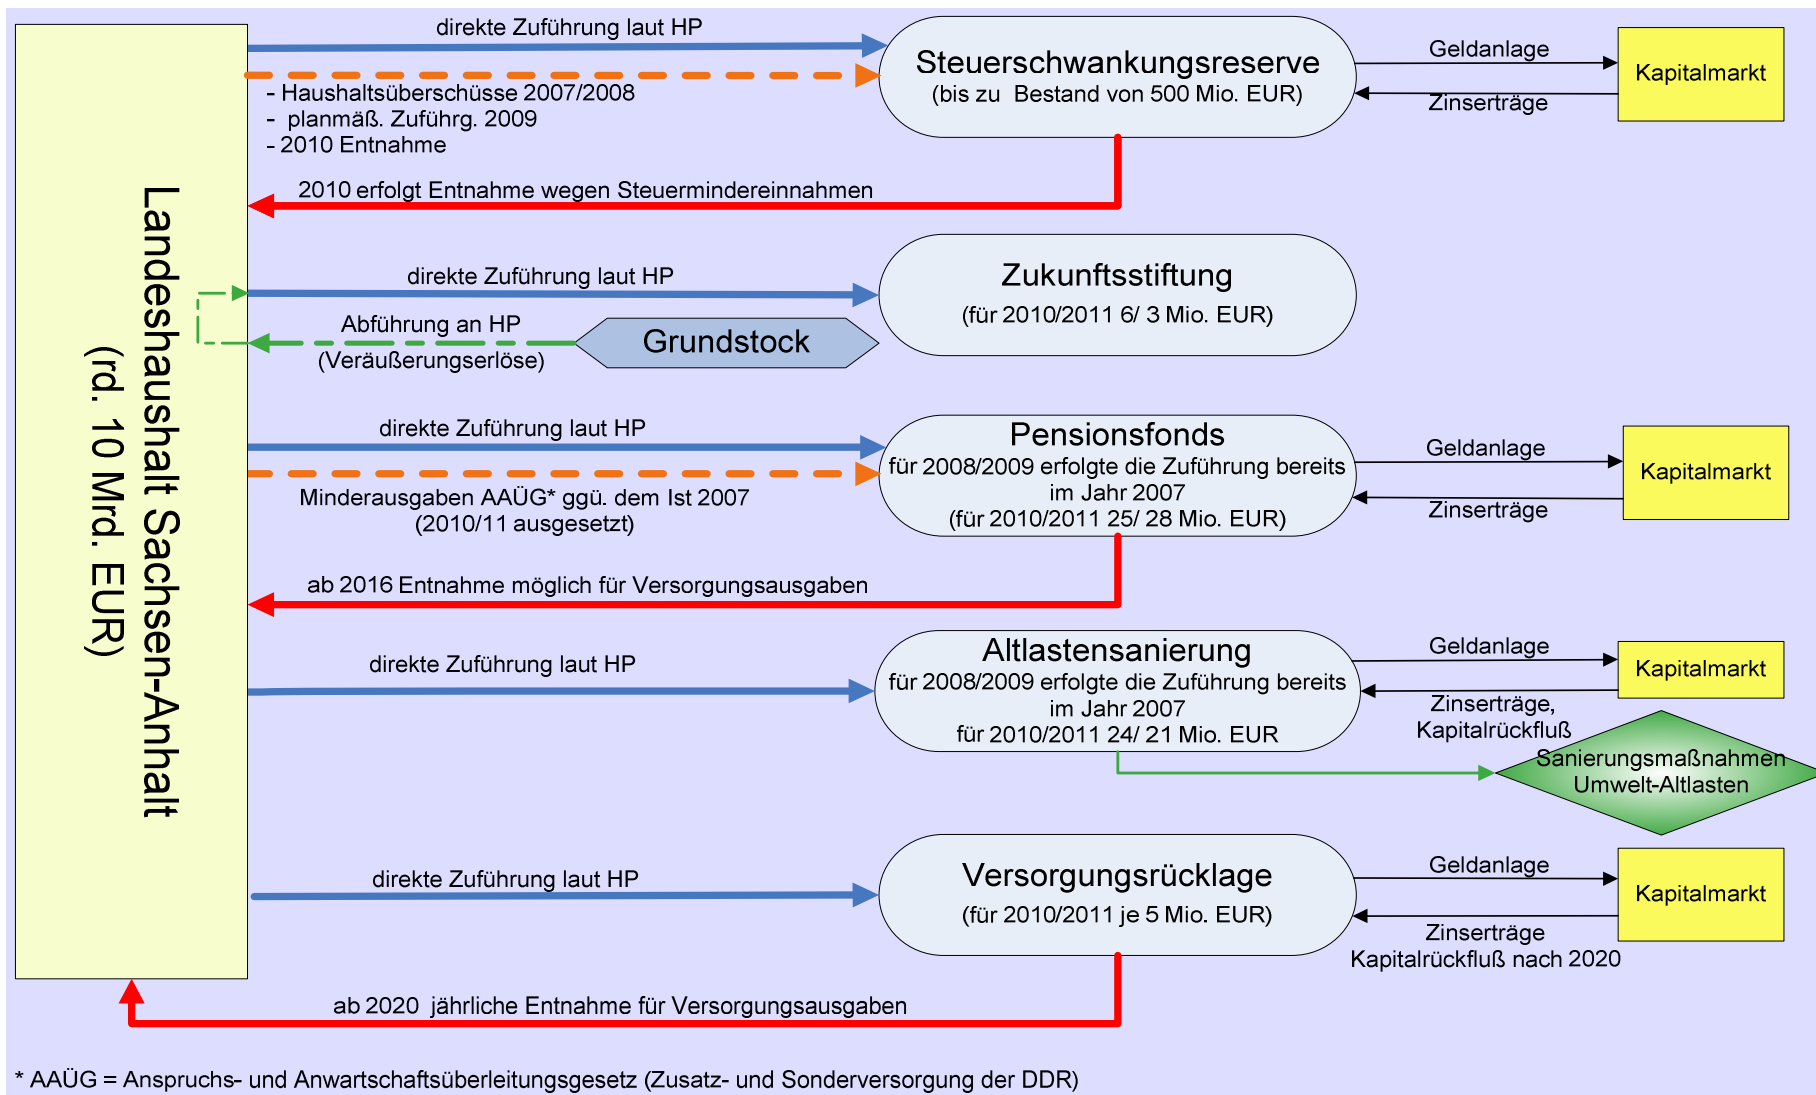 Landeshaushalt Sachsen-Anhalt
(rd. 10 Mrd. EUR)
direkte Zuführung laut HP
- Haushaltsüberschüsse 2007/2008
- planmäß. Zuführg. 2009
- 2010 Entnahme
Steuerschwankungsreserve
(bis zu Bestand von 500 Mio. EUR)
Geldanlage
Zinserträge
Kapitalmarkt
2010 erfolgt Entnahme wegen Steuermindereinnahmen
direkte Zuführung laut HP
Zukunftsstiftung
(für 2010/2011 6/ 3 Mio. EUR)
Abführung an HP
(Veräußerungserlöse)
Grundstock
direkte Zuführung laut HP
Minderausgaben AAÜG* ggü. dem Ist 2007
(2010/11 ausgesetzt)
Pensionsfonds
für 2008/2009 erfolgte die Zuführung bereits
im Jahr 2007
(für 2010/2011 25/ 28 Mio. EUR)
Geldanlage
Zinserträge
Kapitalmarkt
ab 2016 Entnahme möglich für Versorgungsausgaben
direkte Zuführung laut HP
Altlastensanierung
für 2008/2009 erfolgte die Zuführung bereits
im Jahr 2007
für 2010/2011 24/ 21 Mio. EUR
Geldanlage
Zinserträge,
Kapitalrückfluß
Kapitalmarkt
Sanierungsmaßnahmen
Umwelt-Altlasten
direkte Zuführung laut HP
Versorgungsrücklage
(für 2010/2011 je 5 Mio. EUR)
Geldanlage
Zinserträge
Kapitalrückfluß nach 2020
Kapitalmarkt
ab 2020 jährliche Entnahme für Versorgungsausgaben
* AAÜG = Anspruchs- und Anwartschaftsüberleitungsgesetz (Zusatz- und Sonderversorgung der DDR)